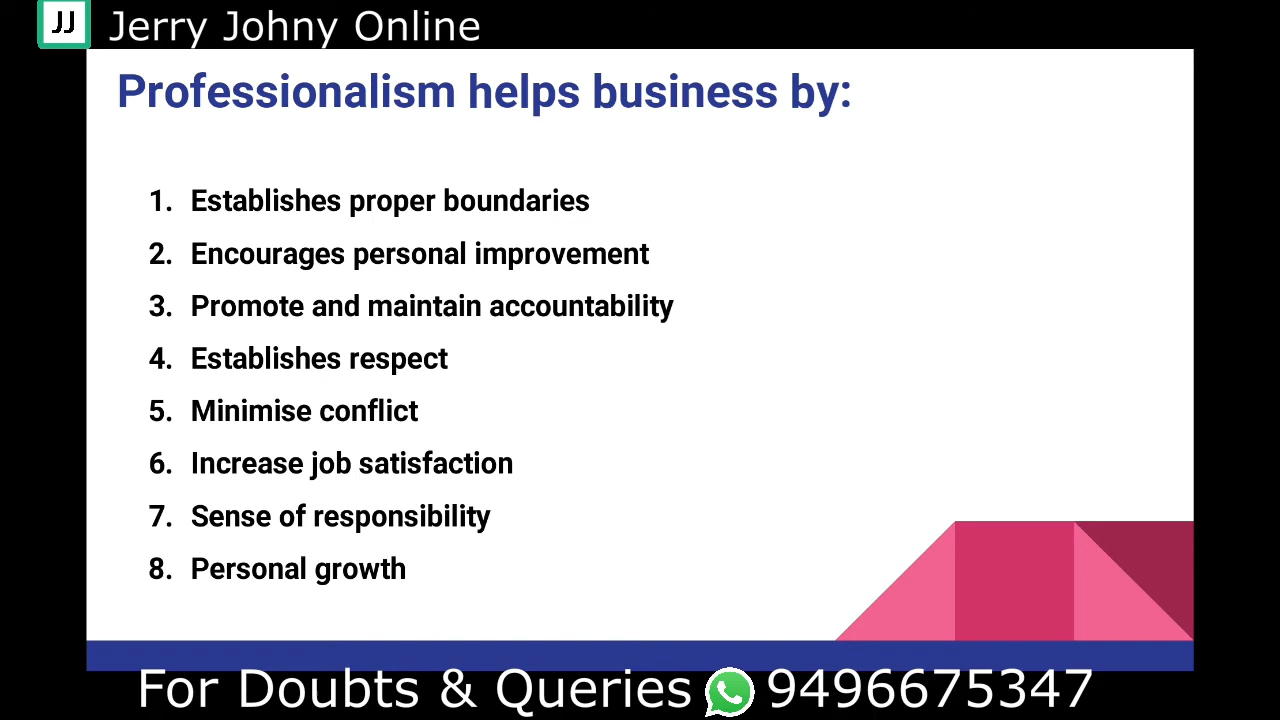 JJ Jerry Johny Online
Professionalism helps business by:
1. Establishes proper boundaries
2. Encourages personal improvement
3. Promote and maintain accountability
4. Establishes respect
5. Minimise conflict
6. Increase job satisfaction
7. Sense of responsibility
8. Personal growth
For Doubts & Queries 9496675347